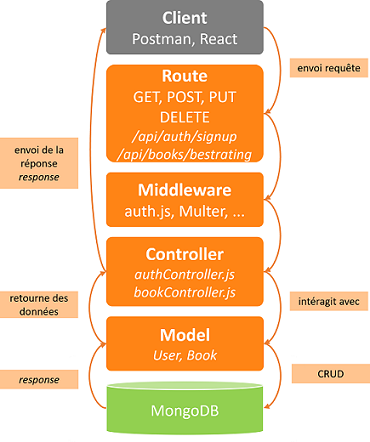 Client
Postman, React
envoi requête
Route
GET, POST, PUT
DELETE
/api/auth/signup
/api/books/bestrating
envoi de la
réponse
response
Middleware
auth.js, Multer, ...
Controller
authController.js
bookController.js
retourne des
données
intéragit avec
Model
User, Book
response
CRUD
MongoDB